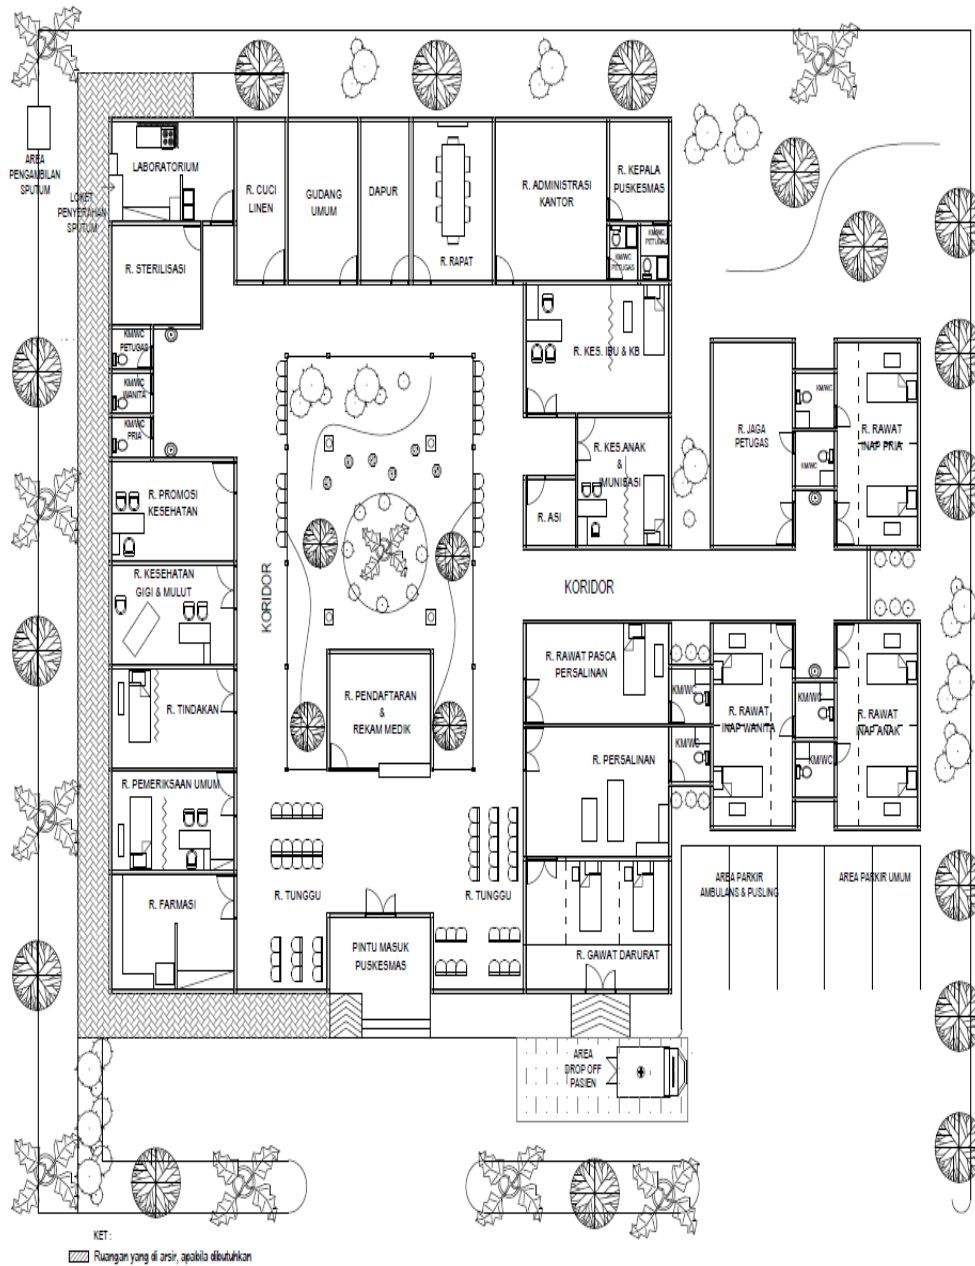 AREA
PENGAMBILAN
SPUTUM
LOKET
PENYERAHAN
SPUTUM
LABORATORIUM
R. CUCI
LINEN
GUDANG
UMUM
DAPUR
R. RAPAT
R. ADMINISTRASI
KANTOR
R. KEPALA
PUSKESMAS
KM/WC
PETUGAS
KM/WC
PETUGAS
R. STERILISASI
KM/WC
PETUGAS
KM/WC
WANITA
KM/WC
PRIA
R. KES. IBU & KB
R. KES.ANAK
&
IMUNISASI
R. ASI
R. JAGA
PETUGAS
KM/WC
KM/WC
R. RAWAT
INAP PRIA
R. PROMOSI
KESEHATAN
R. KESEHATAN
GIGI & MULUT
KORIDOR
KORIDOR
R. TINDAKAN
R. PENDAFTARAN
&
REKAM MEDIK
R. RAWAT PASCA
PERSALINAN
KM/WC
R. RAWAT
INAP WANITA
KM/WC
R. RAWAT
INAP ANAK
R. PERSALINAN
KM/WC
KM/WC
R. PEMERIKSAAN UMUM
R. FARMASI
R. TUNGGU
R. TUNGGU
PINTU MASUK
PUSKESMAS
R. GAWAT DARURAT
AREA PARKIR
AMBULANS & PUSLING
AREA PARKIR UMUM
AREA
DROP OFF
PASIEN
KET :
Ruangan yang di arsir, apabila dibutuhkan